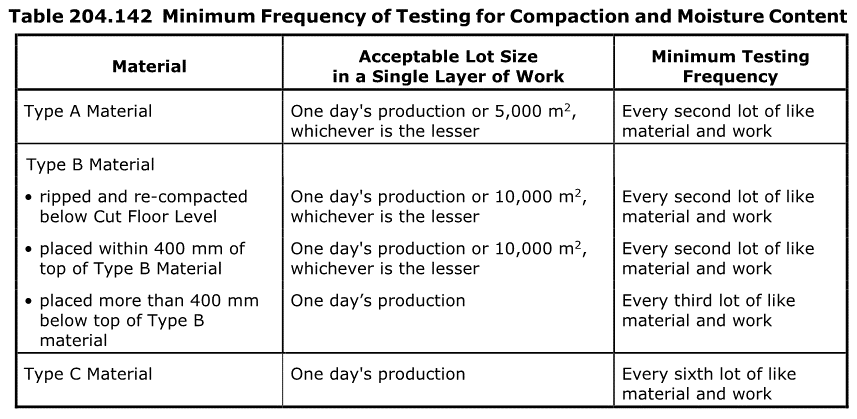 Table 204.142 Minimum Frequency of Testing for Compaction and Moisture Content
Material
Acceptable Lot Size
in a Single Layer of Work
Minimum Testing
Frequency
Type A Material
One day's production or 5,000 m²,
whichever is the lesser
Every second lot of like
material and work
Type B Material
• ripped and re-compacted
below Cut Floor Level
One day's production or 10,000 m²,
whichever is the lesser
Every second lot of like
material and work
• placed within 400 mm of
top of Type B Material
One day's production or 10,000 m²,
whichever is the lesser
Every second lot of like
material and work
• placed more than 400 mm
below top of Type B
material
One day’s production
Every third lot of like
material and work
Type C Material
One day's production
Every sixth lot of like
material and work